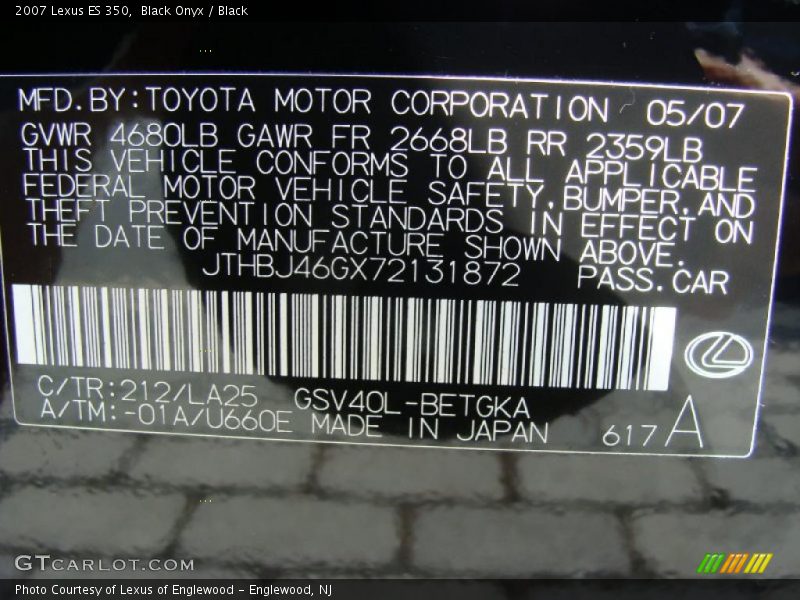 2007 Lexus ES 350,  Black Onyx / Black
MFD.BY:TOYOTA MOTOR CORPORATION 05/07
GVWR 4680LB GAWR FR 2668LB RR 2359LB
THIS VEHICLE CONFORMS TO ALL APPLICABLE
FEDERAL MOTOR VEHICLE SAFETY,BUMPER,AND
THEFT PREVENTION STANDARDS IN EFFECT ON
THE DATE OF MANUFACTURE SHOWN ABOVE.
JTHBJ46GX72131872 PASS.CAR
C/TR:212/LA25 GSV40L-BETGKA
A/TM:-01A/U660E MADE IN JAPAN 617 A
GTCARLOT.COM
Photo Courtesy of Lexus of Englewood - Englewood, NJ